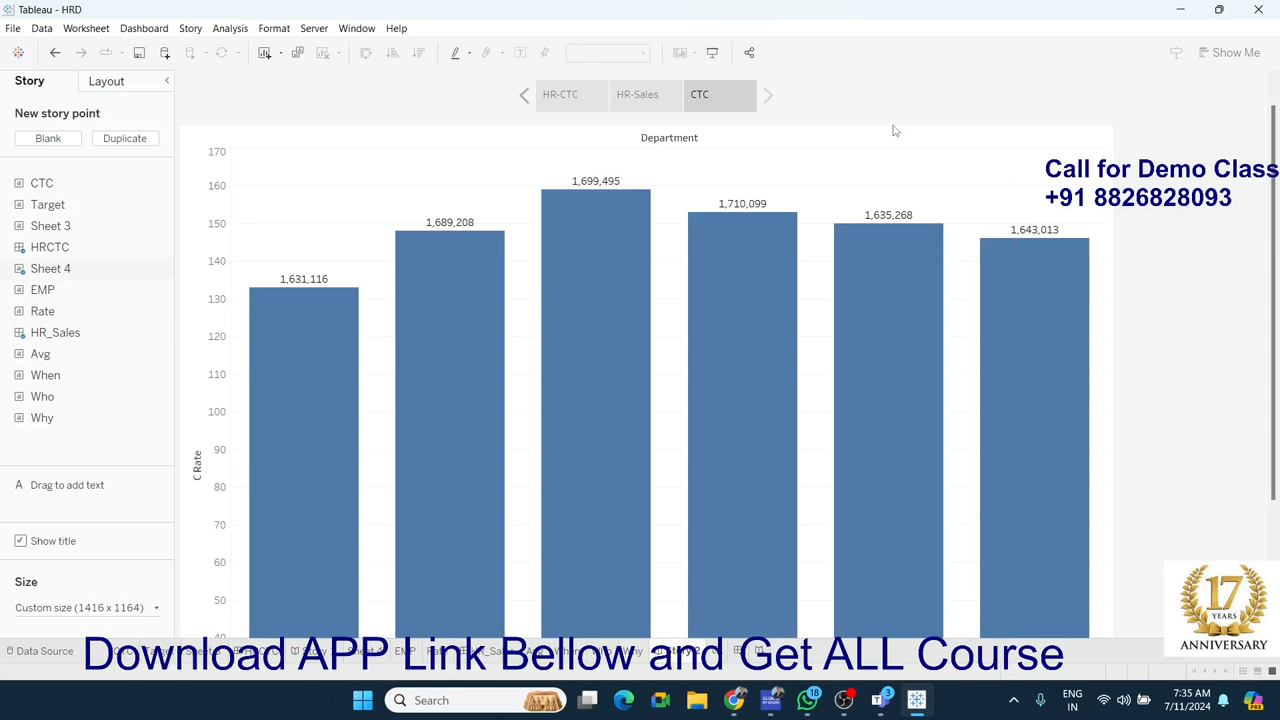 Tableau - HRD
File Data Worksheet Dashboard Story Analysis Format Server Window Help
Show Me
Story Layout
HR-CTC HR-Sales CTC
New story point
Blank Duplicate
Department
Call for Demo Class
+91 8826828093
170
160
150
140
130
120
110
100
90
80
70
60
50
C Rate
1,631,116
1,689,208
1,699,495
1,710,099
1,635,268
1,643,013
CTC
Target
Sheet 3
HRCTC
Sheet 4
EMP
Rate
HR_Sales
Avg
When
Who
Why
A Drag to add text
Show title
Size
Custom size (1416 x 1164)
17
YEARS
ANNIVERSARY
Data Source
EMP
Download APP Link Bellow and Get ALL Course
Search
18
3
ENG
IN
7:35 AM
7/11/2024